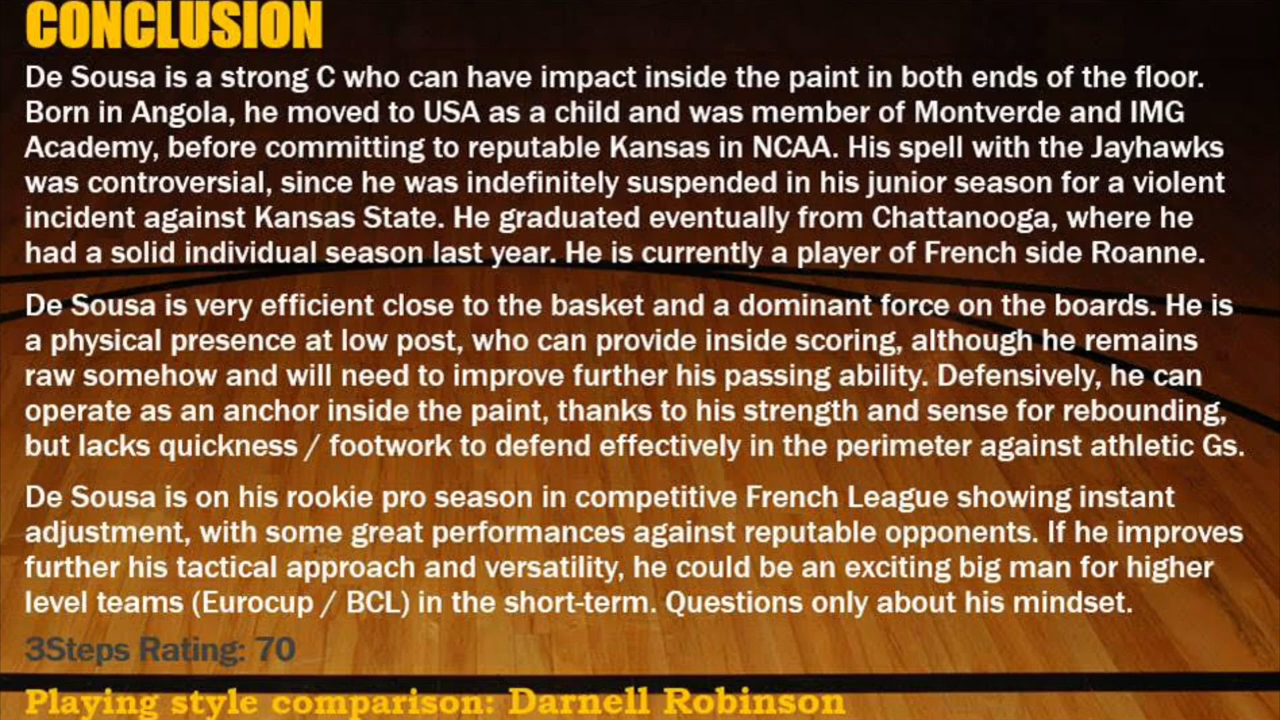 CONCLUSION
De Sousa is a strong C who can have impact inside the paint in both ends of the floor.
Born in Angola, he moved to USA as a child and was member of Montverde and IMG
Academy, before committing to reputable Kansas in NCAA. His spell with the Jayhawks
was controversial, since he was indefinitely suspended in his junior season for a violent
incident against Kansas State. He graduated eventually from Chattanooga, where he
had a solid individual season last year. He is currently a player of French side Roanne.
De Sousa is very efficient close to the basket and a dominant force on the boards. He is
a physical presence at low post, who can provide inside scoring, although he remains
raw somehow and will need to improve further his passing ability. Defensively, he can
operate as an anchor inside the paint, thanks to his strength and sense for rebounding,
but lacks quickness / footwork to defend effectively in the perimeter against athletic Gs.
De Sousa is on his rookie pro season in competitive French League showing instant
adjustment, with some great performances against reputable opponents. If he improves
further his tactical approach and versatility, he could be an exciting big man for higher
level teams (Eurocup / BCL) in the short-term. Questions only about his mindset.
3Steps Rating: 70
Playing style comparison: Darnell Robinson